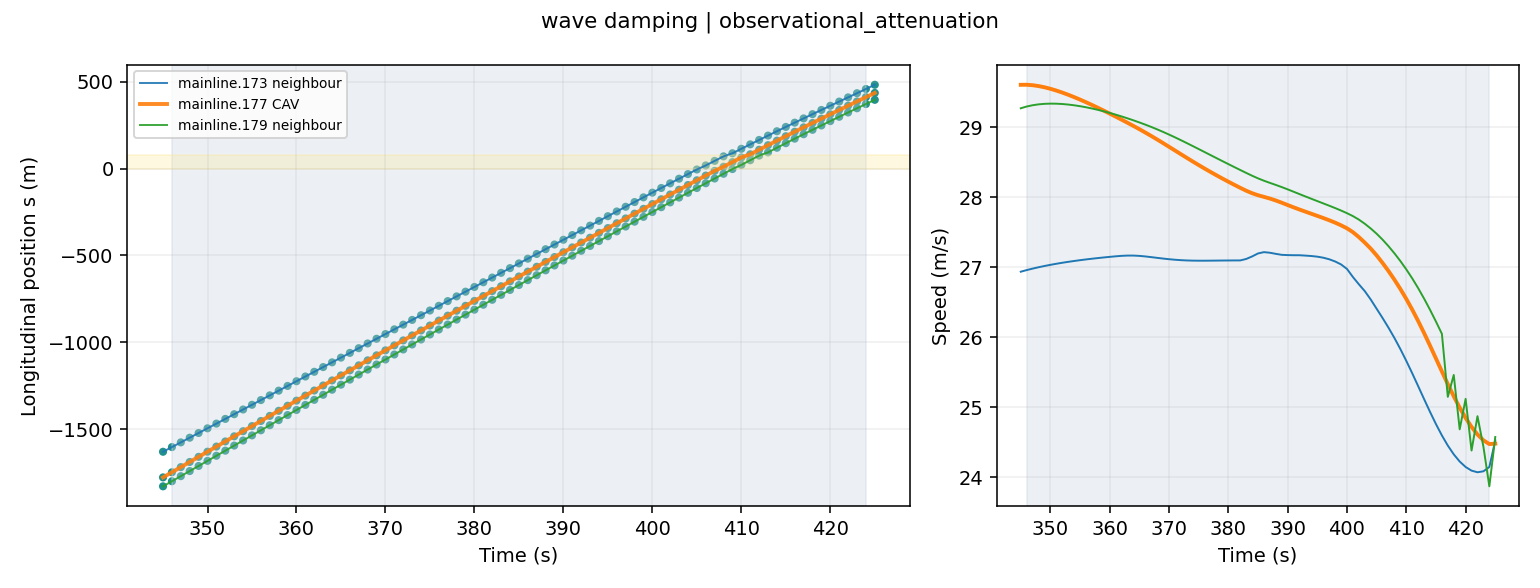 wave damping | observational_attenuation
mainline.173 neighbour
mainline.177 CAV
mainline.179 neighbour
Longitudinal position s (m)
500
0
−500
−1000
−1500
350 360 370 380 390 400 410 420
Time (s)
Speed (m/s)
29
28
27
26
25
24
350 360 370 380 390 400 410 420
Time (s)